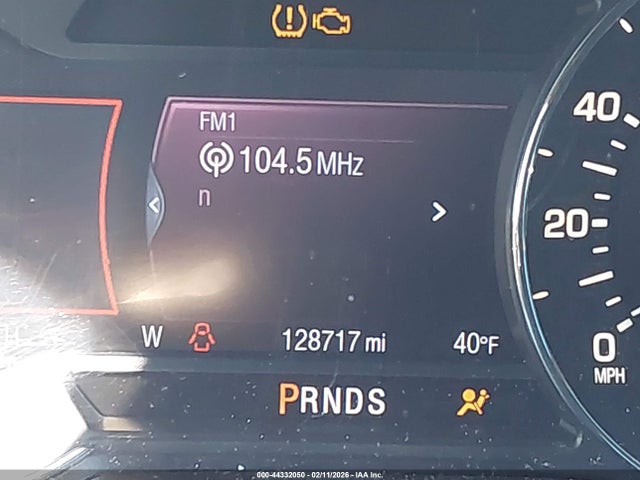 FM1
104.5 MHz
n
W 128717 mi 40°F
PRNDS
40
20
0
MPH
000-44332050 - 02/11/2026 - IAA Inc.